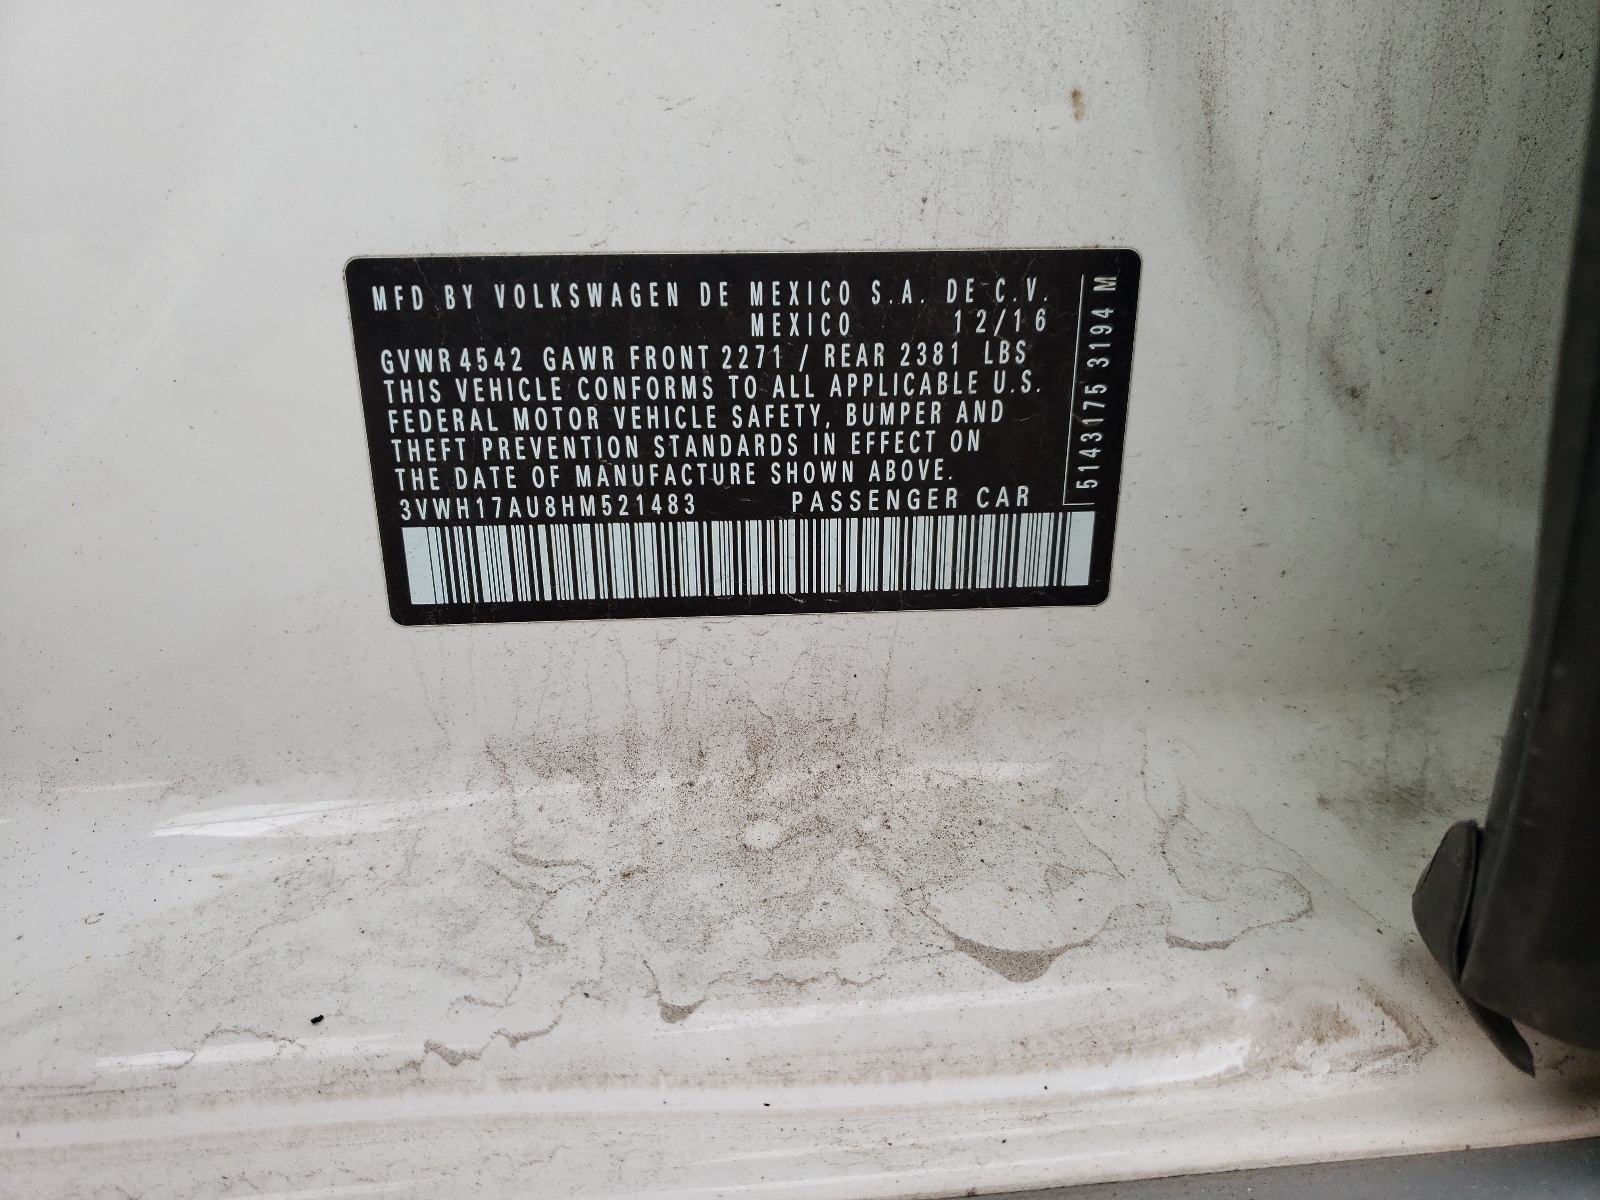 MFD BY VOLKSWAGEN DE MEXICO S.A. DE C.V.
MEXICO 12/16
GVWR 4542 GAWR FRONT 2271 / REAR 2381 LBS
THIS VEHICLE CONFORMS TO ALL APPLICABLE U.S.
FEDERAL MOTOR VEHICLE SAFETY, BUMPER AND
THEFT PREVENTION STANDARDS IN EFFECT ON
THE DATE OF MANUFACTURE SHOWN ABOVE.
3VWH17AU8HM521483 PASSENGER CAR
5143175 3194 M